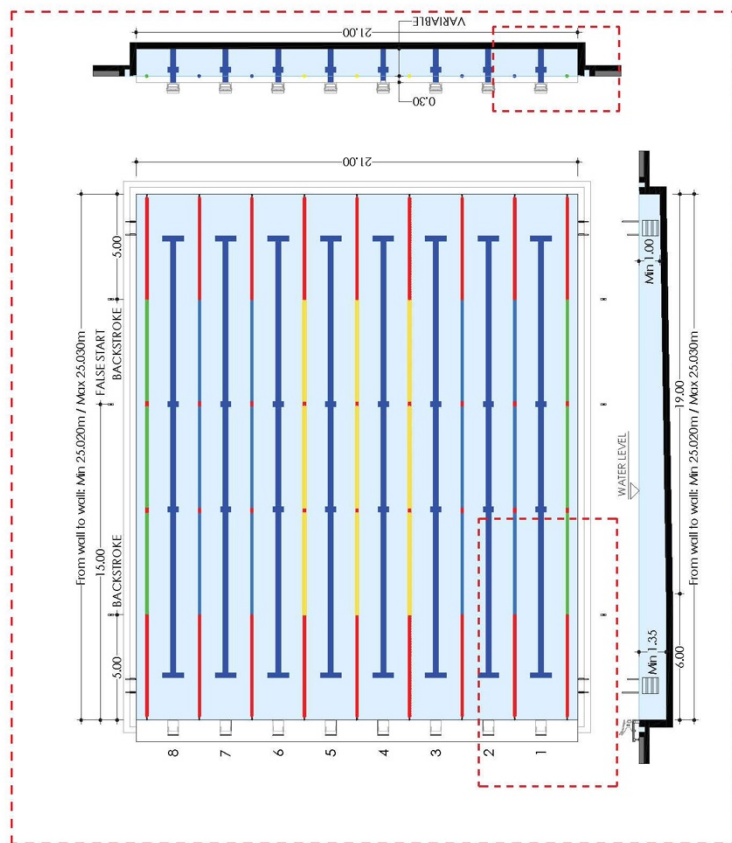 21.00
VARIABLE
0.30
21.00
5.00
FALSE START
BACKSTROKE
From wall to wall: Min 25.020m / Max 25.030m
15.00
BACKSTROKE
5.00
8
7
6
5
4
3
2
1
Min 1.00
19.00
From wall to wall: Min 25.020m / Max 25.030m
WATER LEVEL
Min 1.35
6.00